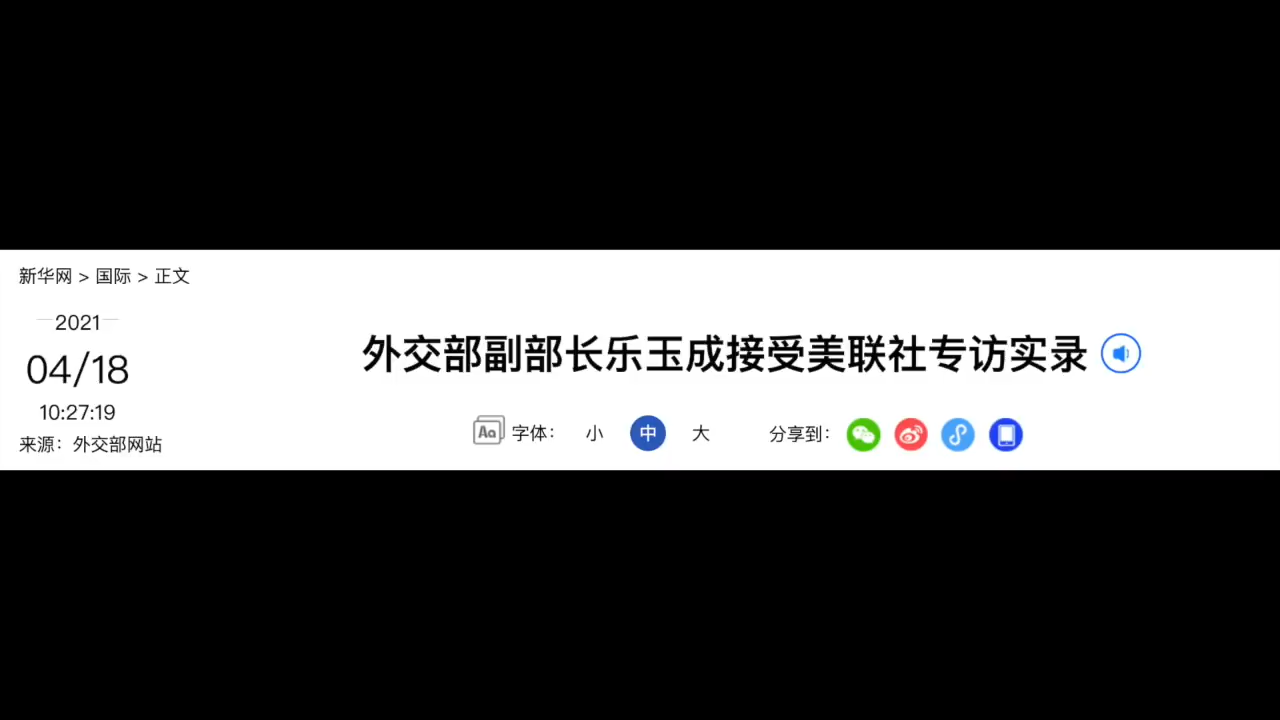 新华网 > 国际 > 正文
2021
04/18
10:27:19
来源：外交部网站
外交部副部长乐玉成接受美联社专访实录
Aa 字体： 小 中 大 分享到：